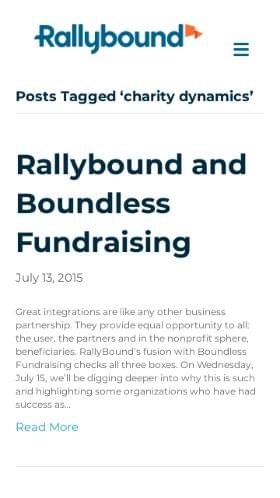 Rallybound
Posts Tagged ‘charity dynamics’
Rallybound and
Boundless
Fundraising
July 13, 2015
Great integrations are like any other business
partnership. They provide equal opportunity to all:
the user, the partners and in the nonprofit sphere,
beneficiaries. RallyBound’s fusion with Boundless
Fundraising checks all three boxes. On Wednesday,
July 15, we’ll be digging deeper into why this is such
and highlighting some organizations who have had
success as...
Read More